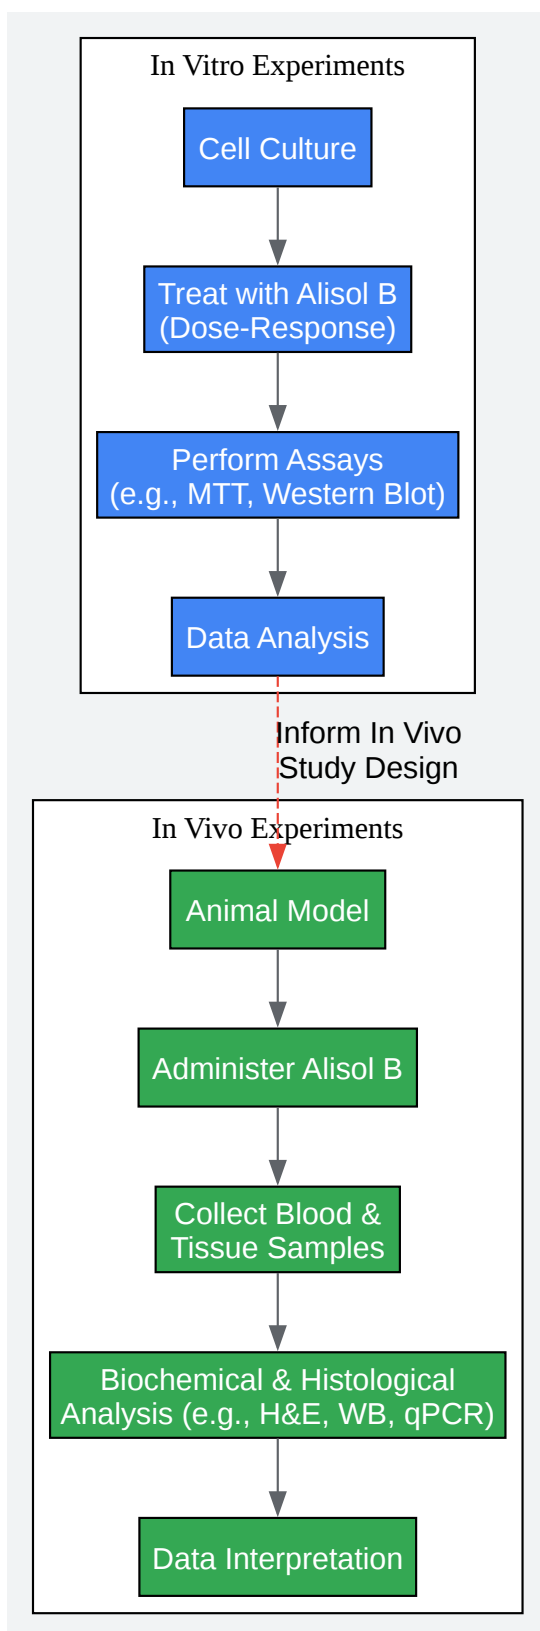 In Vitro Experiments
Cell Culture
Treat with Alisol B
(Dose-Response)
Perform Assays
(e.g., MTT, Western Blot)
Data Analysis
Inform In Vivo
Study Design
In Vivo Experiments
Animal Model
Administer Alisol B
Collect Blood &
Tissue Samples
Biochemical & Histological
Analysis (e.g., H&E, WB, qPCR)
Data Interpretation